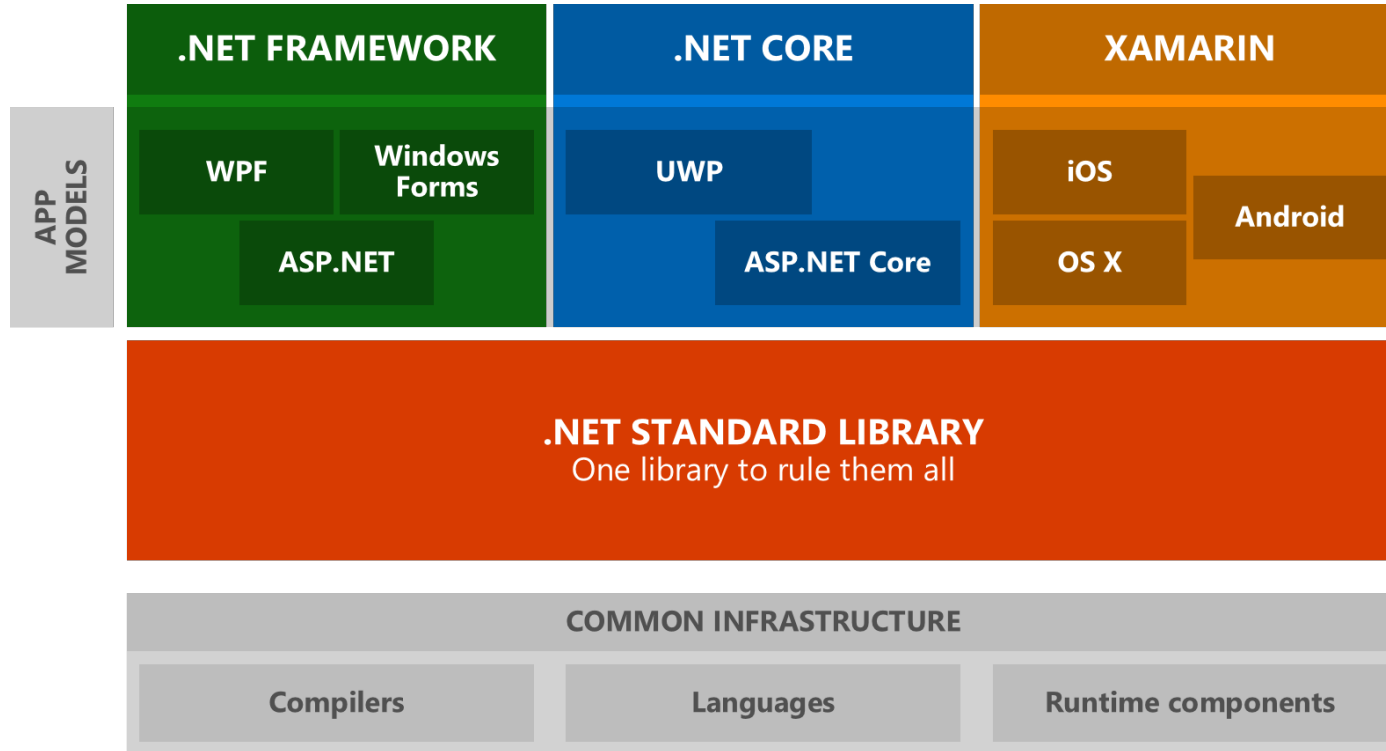 .NET FRAMEWORK
.NET CORE
XAMARIN
APP
MODELS
WPF
Windows
Forms
ASP.NET
UWP
ASP.NET Core
iOS
Android
OS X
.NET STANDARD LIBRARY
One library to rule them all
COMMON INFRASTRUCTURE
Compilers
Languages
Runtime components